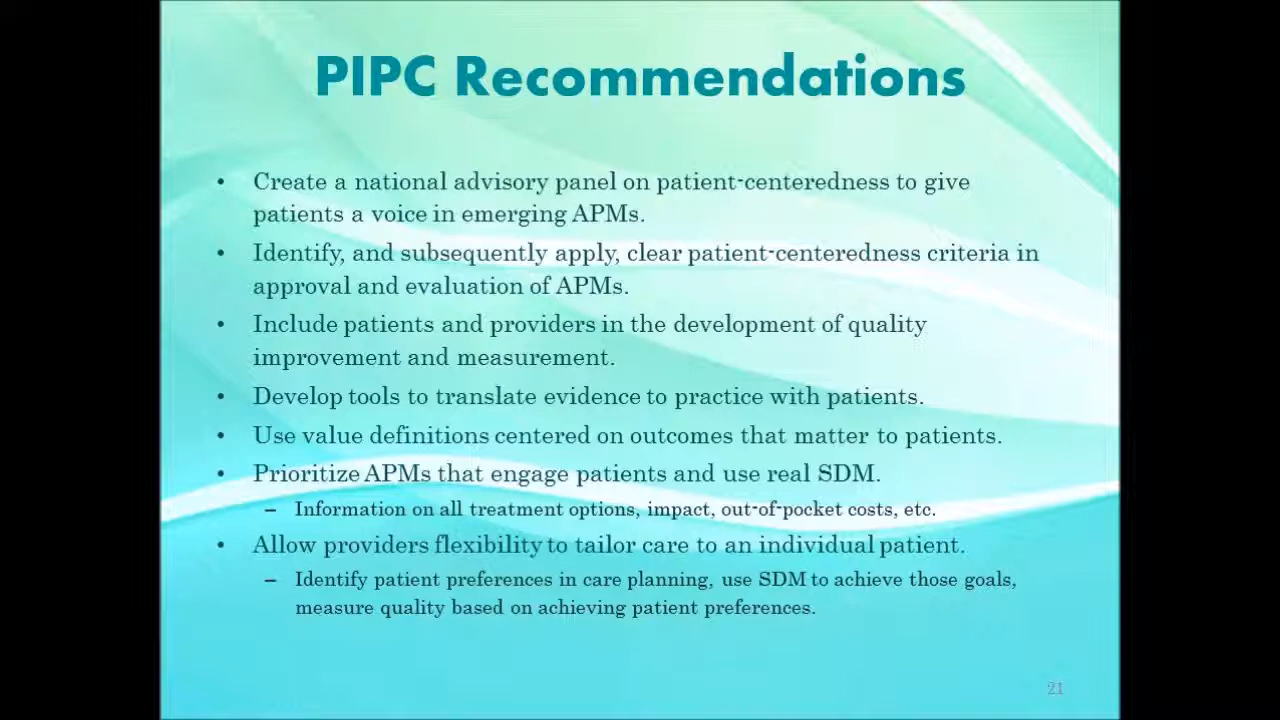 PIPC Recommendations
• Create a national advisory panel on patient-centeredness to give
patients a voice in emerging APMs.
• Identify, and subsequently apply, clear patient-centeredness criteria in
approval and evaluation of APMs.
• Include patients and providers in the development of quality
improvement and measurement.
• Develop tools to translate evidence to practice with patients.
• Use value definitions centered on outcomes that matter to patients.
• Prioritize APMs that engage patients and use real SDM.
– Information on all treatment options, impact, out-of-pocket costs, etc.
• Allow providers flexibility to tailor care to an individual patient.
– Identify patient preferences in care planning, use SDM to achieve those goals,
measure quality based on achieving patient preferences.
21